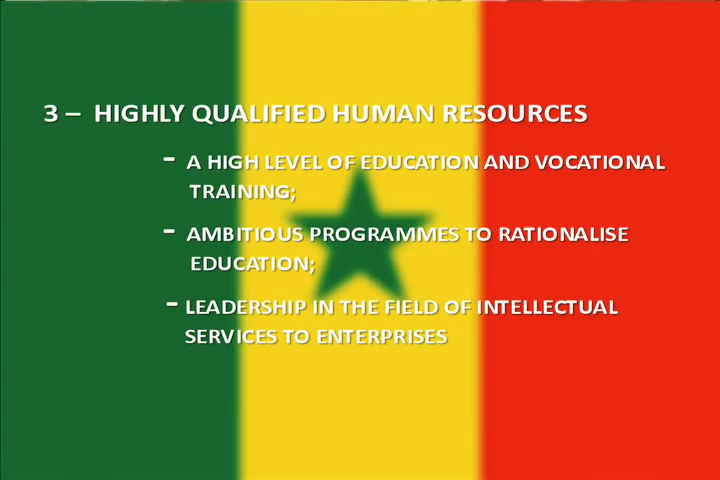 3 – HIGHLY QUALIFIED HUMAN RESOURCES
- A HIGH LEVEL OF EDUCATION AND VOCATIONAL
TRAINING;
- AMBITIOUS PROGRAMMES TO RATIONALISE
EDUCATION;
- LEADERSHIP IN THE FIELD OF INTELLECTUAL
SERVICES TO ENTERPRISES